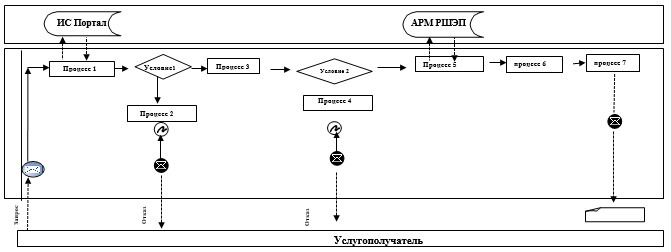 ИС Портал
АРМ РШЭП
Процесс 1
Условие1
Процесс 3
Условие 2
Процесс 5
процесс 6
процесс 7
Процесс 2
Процесс 4
Запрос
Отказ
Отказ
Услугополучатель